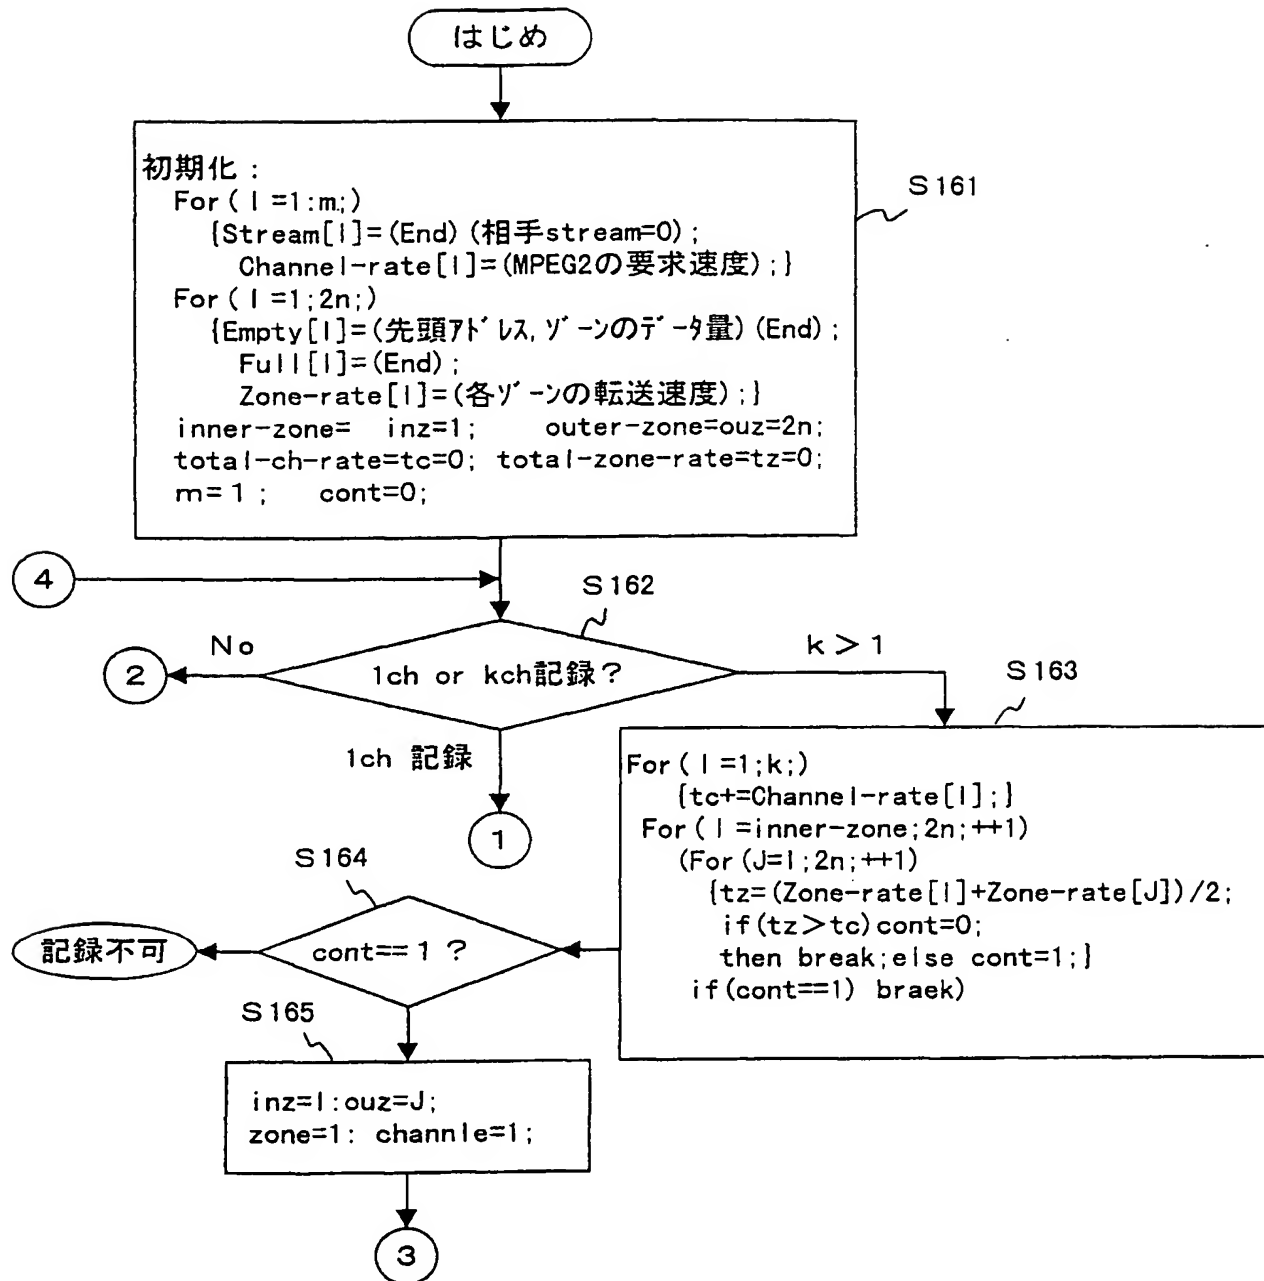 はじめ
初期化：
For(I=1:m;)
{Stream[I]=(End)(相手stream=0);
Channel-rate[I]=(MPEG2の要求速度);}
For(I=1;2n;)
{Empty[I]=(先頭ｱﾄﾞﾚｽ,ｿﾞｰﾝのﾃﾞｰﾀ量)(End);
Full[I]=(End);
Zone-rate[I]=(各ｿﾞｰﾝの転送速度);}
inner-zone= inz=1; outer-zone=ouz=2n;
total-ch-rate=tc=0; total-zone-rate=tz=0;
m=1; cont=0;
S161
4
S162
No
2
1ch or kch記録？
k>1
S163
1ch 記録
1
For(I=1;k;)
{tc+=Channel-rate[I];}
For(I=inner-zone;2n;++1)
(For(J=I;2n;++1)
{tz=(Zone-rate[I]+Zone-rate[J])/2;
if(tz>tc)cont=0;
then break;else cont=1;}
if(cont==1) braek)
S164
記録不可
cont==1？
S165
inz=I:ouz=J;
zone=1: channle=1;
3